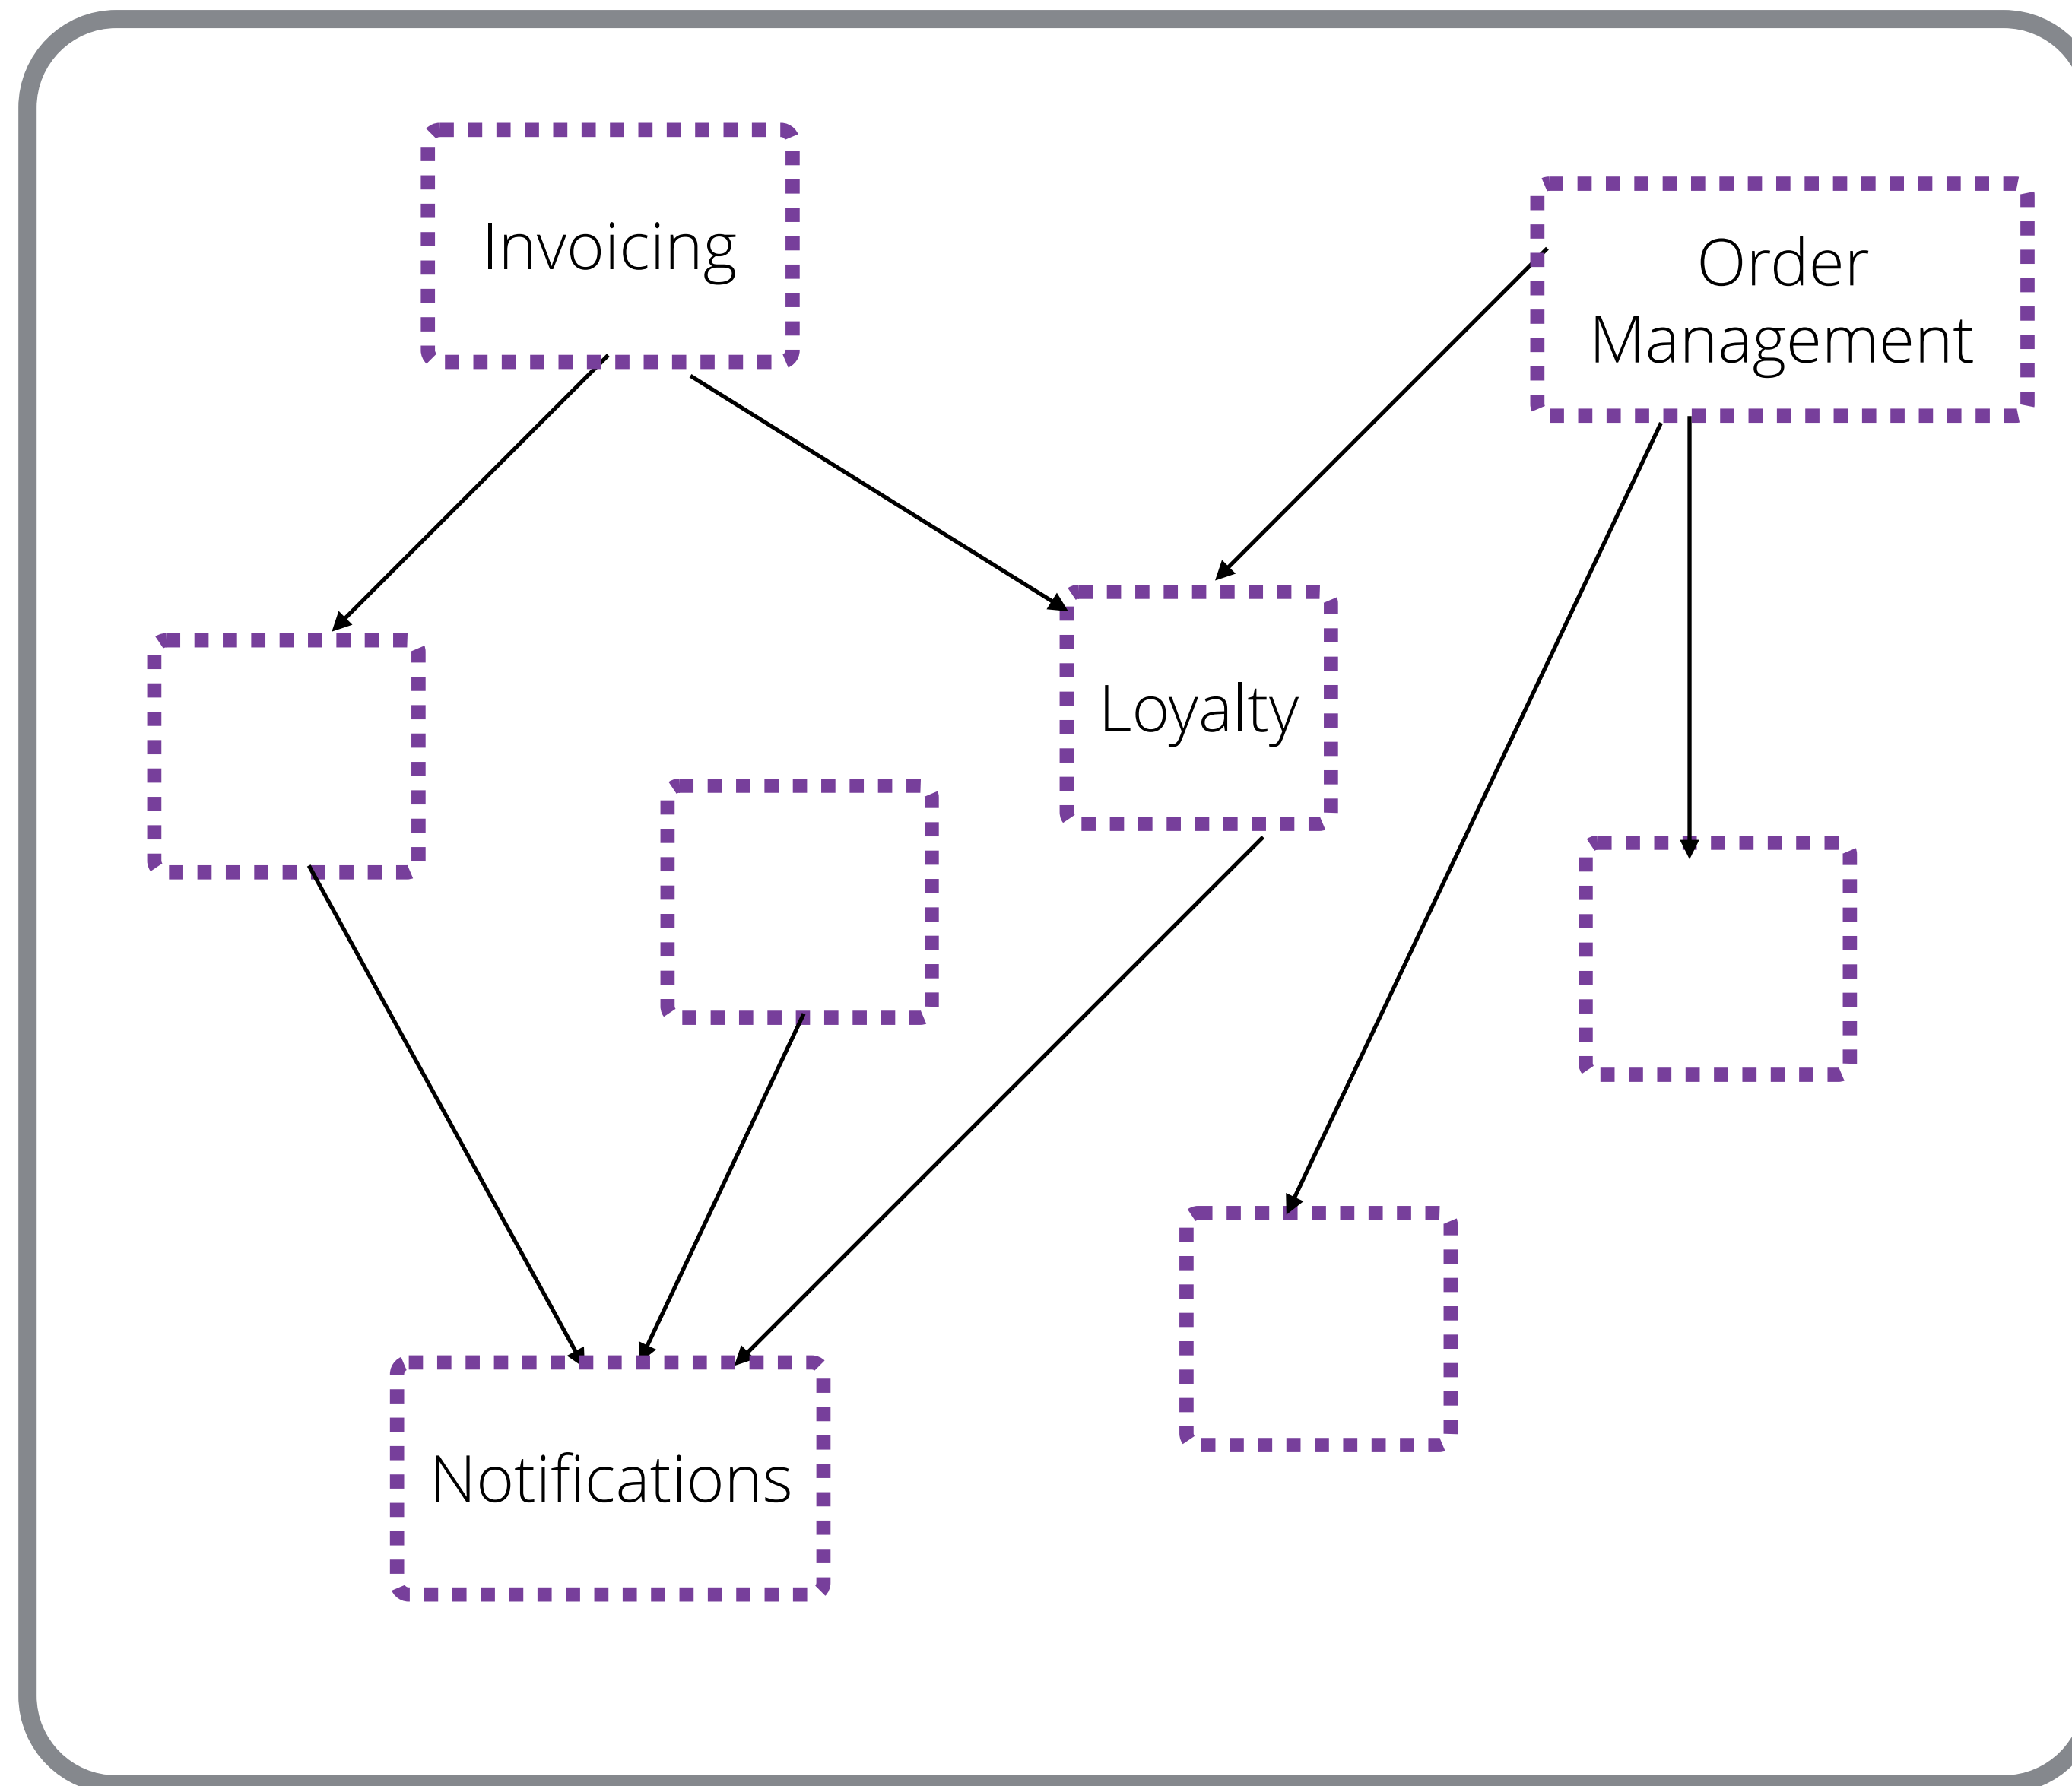 Invoicing
Order
Management
Loyalty
Notifications